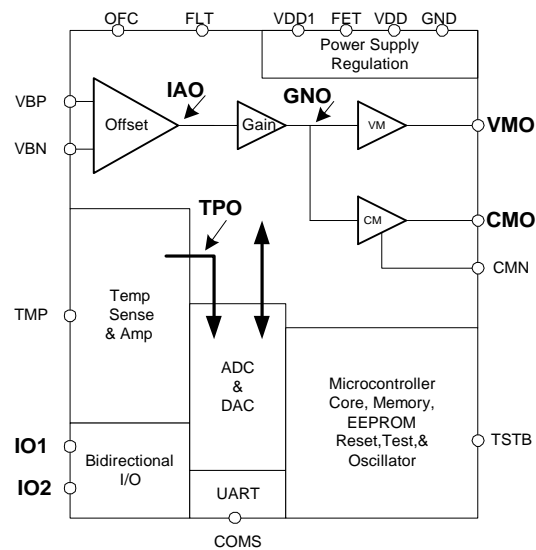 OFC FLT VDD1 FET VDD GND
Power Supply
Regulation
IAO
GNO
VBP
Offset
Gain
VM
VMO
VBN
TPO
CM
CMO
CMN
Temp
Sense
& Amp
TMP
ADC
&
DAC
Microcontroller
Core, Memory,
EEPROM
Reset,Test,&
Oscillator
TSTB
IO1
IO2
Bidirectional
I/O
UART
COMS